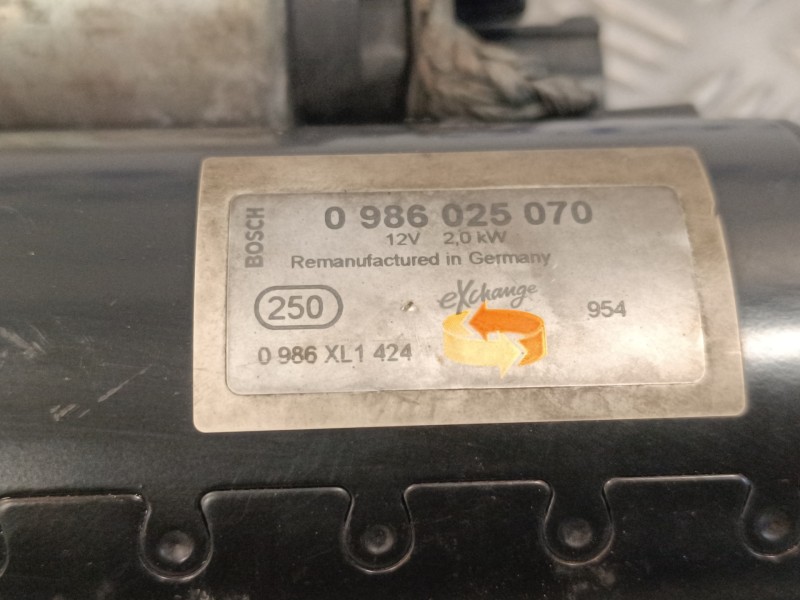 BOSCH
0 986 025 070
12V 2,0 kW
Remanufactured in Germany
250
eXchange
954
0 986 XL1 424